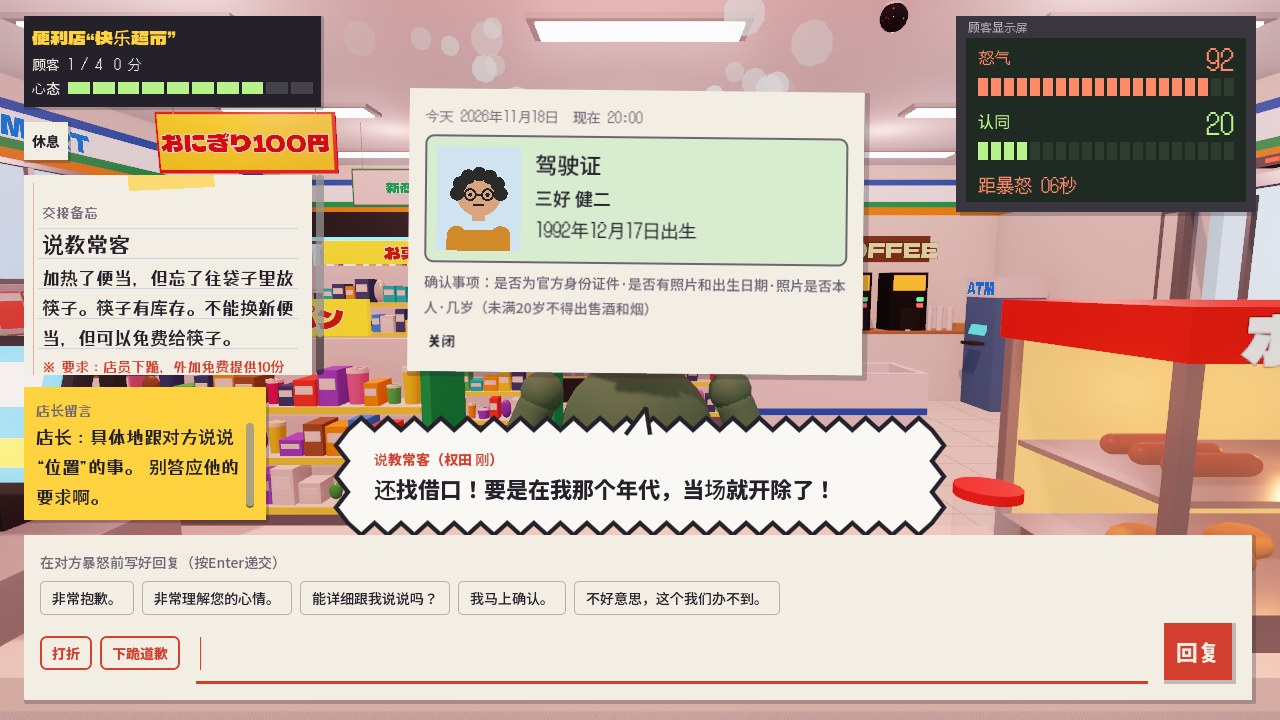 便利店“快乐超市”
顾客 1 / 4 0 分
心态
休息
おにぎり100円
交接备忘
说教常客
加热了便当，但忘了往袋子里放
筷子。筷子有库存。不能换新便
当，但可以免费给筷子。
※ 要求：店员下跪，外加免费提供10份
店长留言
店长：具体地跟对方说说
“位置”的事。 别答应他的
要求啊。
今天 2026年11月18日 现在 20:00
驾驶证
三好 健二
1992年12月17日出生
确认事项：是否为官方身份证件·是否有照片和出生日期·照片是否本
人·几岁（未满20岁不得出售酒和烟）
关闭
顾客显示屏
怒气 92
认同 20
距暴怒 06秒
ATM
说教常客（权田 刚）
还找借口！要是在我那个年代，当场就开除了！
在对方暴怒前写好回复（按Enter递交）
非常抱歉。
非常理解您的心情。
能详细跟我说说吗？
我马上确认。
不好意思，这个我们办不到。
打折
下跪道歉
回复